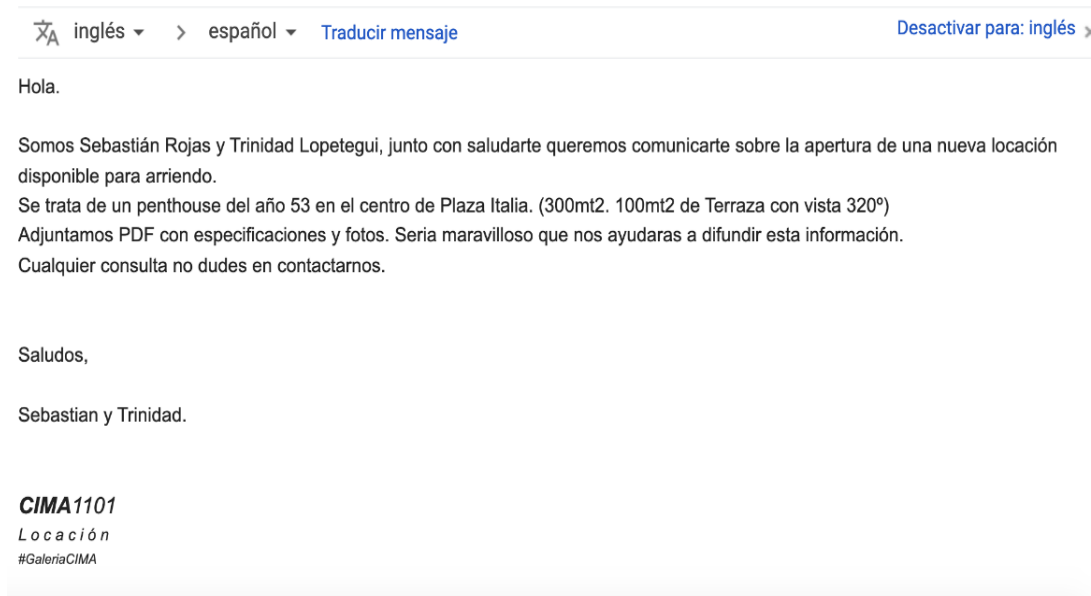 inglés > español Traducir mensaje Desactivar para: inglés
Hola.
Somos Sebastián Rojas y Trinidad Lopetegui, junto con saludarte queremos comunicarte sobre la apertura de una nueva locación
disponible para arriendo.
Se trata de un penthouse del año 53 en el centro de Plaza Italia. (300mt2. 100mt2 de Terraza con vista 320º)
Adjuntamos PDF con especificaciones y fotos. Seria maravilloso que nos ayudaras a difundir esta información.
Cualquier consulta no dudes en contactarnos.
Saludos,
Sebastian y Trinidad.
CIMA1101
Locación
#GaleriaCIMA